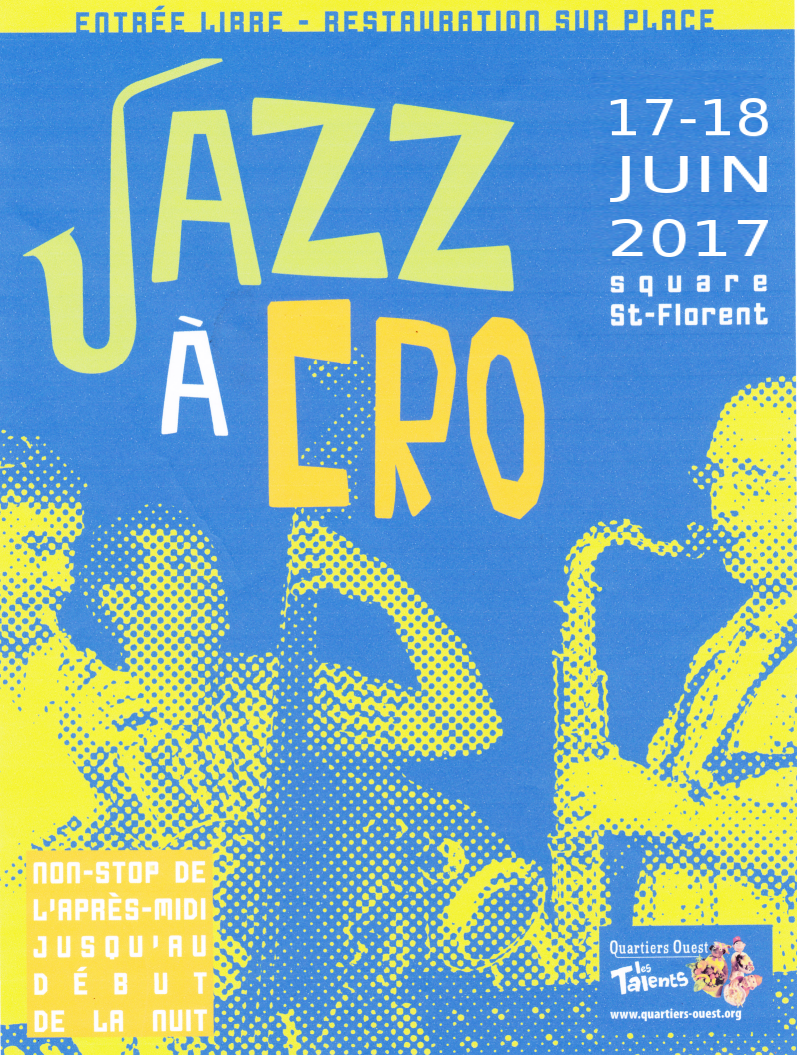 ENTRÉE LIBRE - RESTAURATION SUR PLACE
JAZZ
À CRO
17-18
JUIN
2017
square
St-Florent
NON-STOP DE
L'APRÈS-MIDI
JUSQU'AU
DÉBUT
DE LA NUIT
Quartiers Ouest
les
Talents
www.quartiers-ouest.org